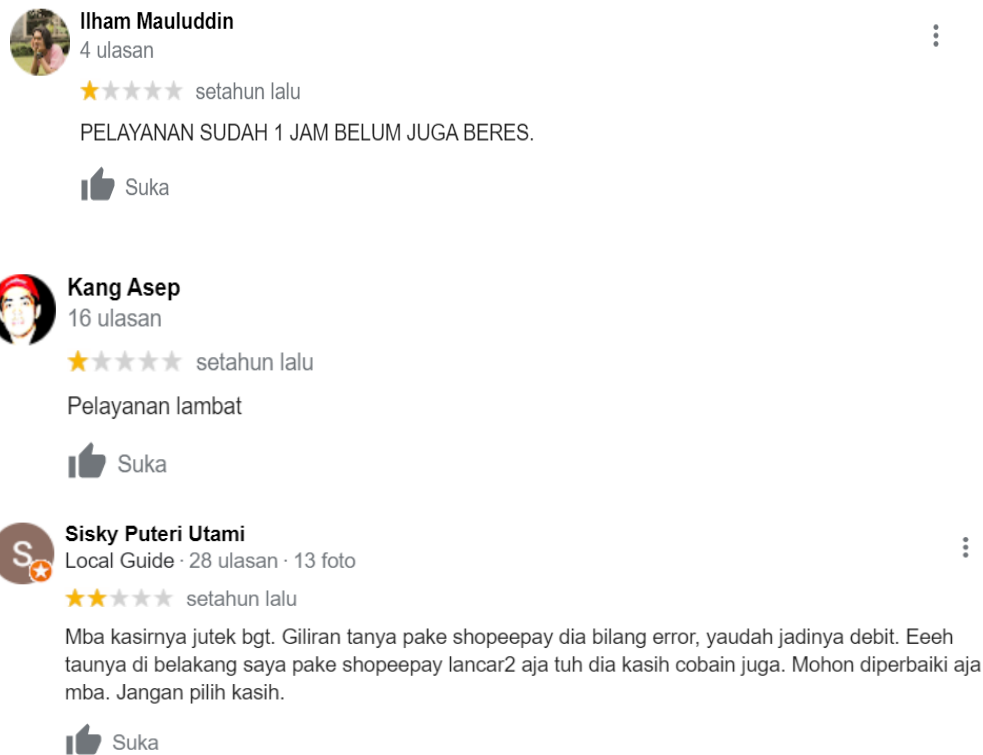 Ilham Mauluddin
4 ulasan
setahun lalu
PELAYANAN SUDAH 1 JAM BELUM JUGA BERES.
Suka
Kang Asep
16 ulasan
setahun lalu
Pelayanan lambat
Suka
S
Sisky Puteri Utami
Local Guide · 28 ulasan · 13 foto
setahun lalu
Mba kasirnya jutek bgt. Giliran tanya pake shopeepay dia bilang error, yaudah jadinya debit. Eeeh
taunya di belakang saya pake shopeepay lancar2 aja tuh dia kasih cobain juga. Mohon diperbaiki aja
mba. Jangan pilih kasih.
Suka